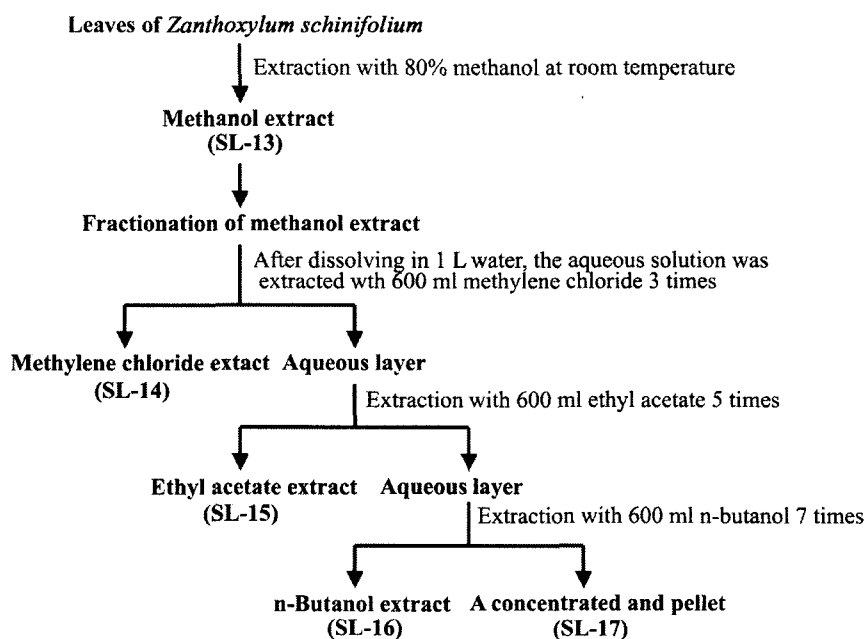 Leaves of Zanthoxylum schinifolium
Extraction with 80% methanol at room temperature
Methanol extract
(SL-13)
Fractionation of methanol extract
After dissolving in 1 L water, the aqueous solution was
extracted wth 600 ml methylene chloride 3 times
Methylene chloride extact Aqueous layer
(SL-14)
Extraction with 600 ml ethyl acetate 5 times
Ethyl acetate extract Aqueous layer
(SL-15)
Extraction with 600 ml n-butanol 7 times
n-Butanol extract A concentrated and pellet
(SL-16) (SL-17)